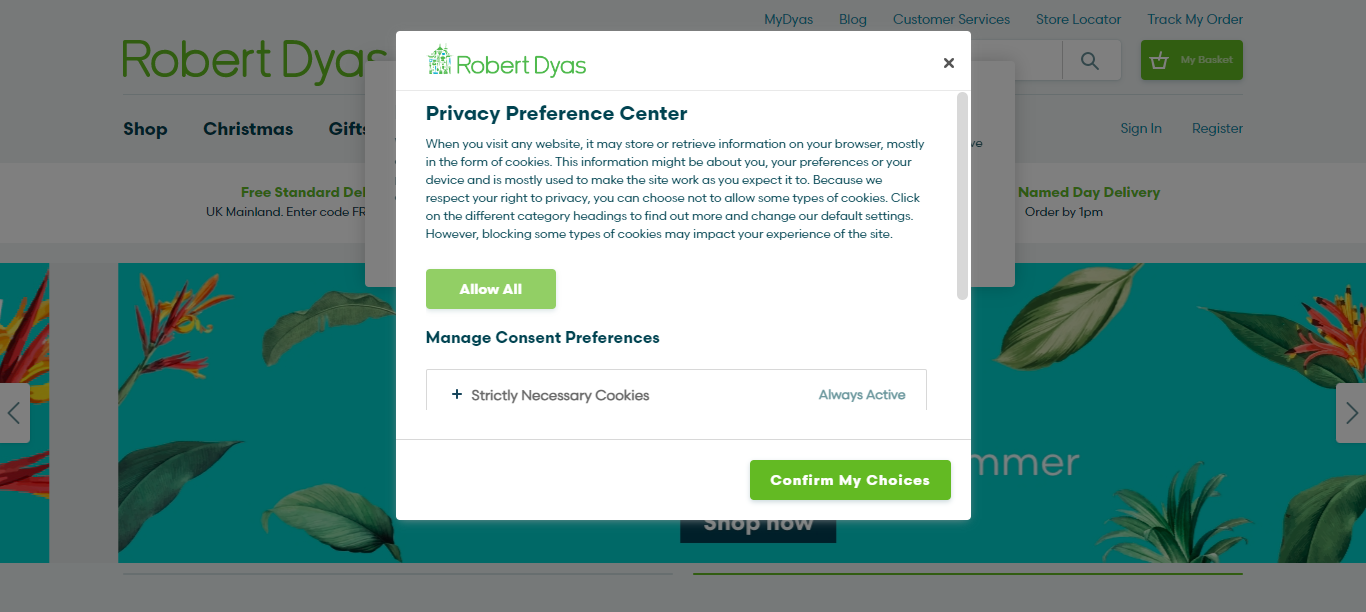 MyDyas Blog Customer Services Store Locator Track My Order
Robert Dyas
My Basket
Shop Christmas Gifts
Sign In Register
Free Standard Del
UK Mainland. Enter code FR
Named Day Delivery
Order by 1pm
Robert Dyas
Privacy Preference Center
When you visit any website, it may store or retrieve information on your browser, mostly
in the form of cookies. This information might be about you, your preferences or your
device and is mostly used to make the site work as you expect it to. Because we
respect your right to privacy, you can choose not to allow some types of cookies. Click
on the different category headings to find out more and change our default settings.
However, blocking some types of cookies may impact your experience of the site.
Allow All
Manage Consent Preferences
+ Strictly Necessary Cookies Always Active
Confirm My Choices
mmer
Shop now